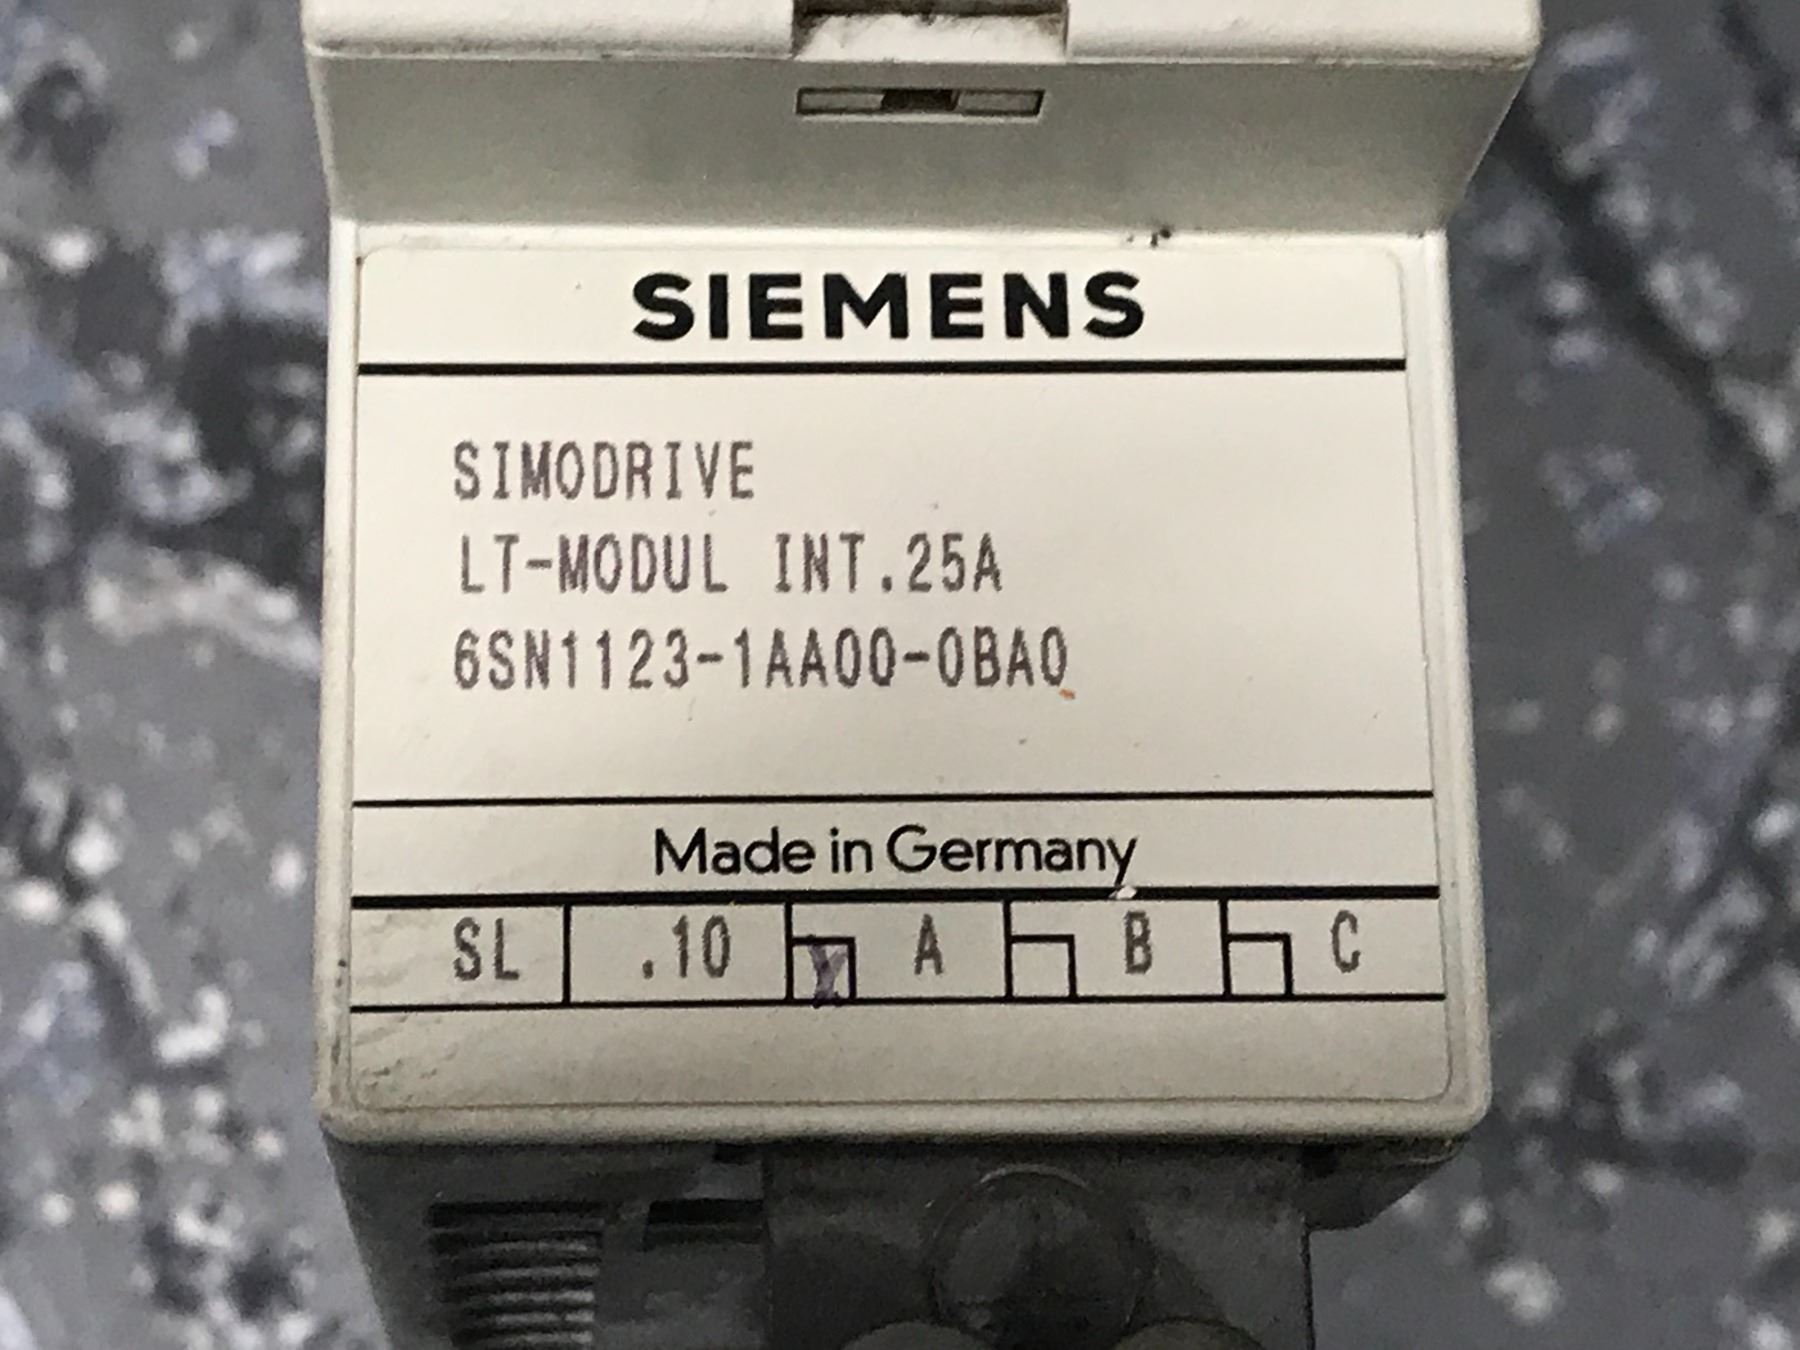 SIEMENS
SIMODRIVE
LT-MODUL INT.25A
6SN1123-1AA00-0BA0
Made in Germany
SL .10 X A B C